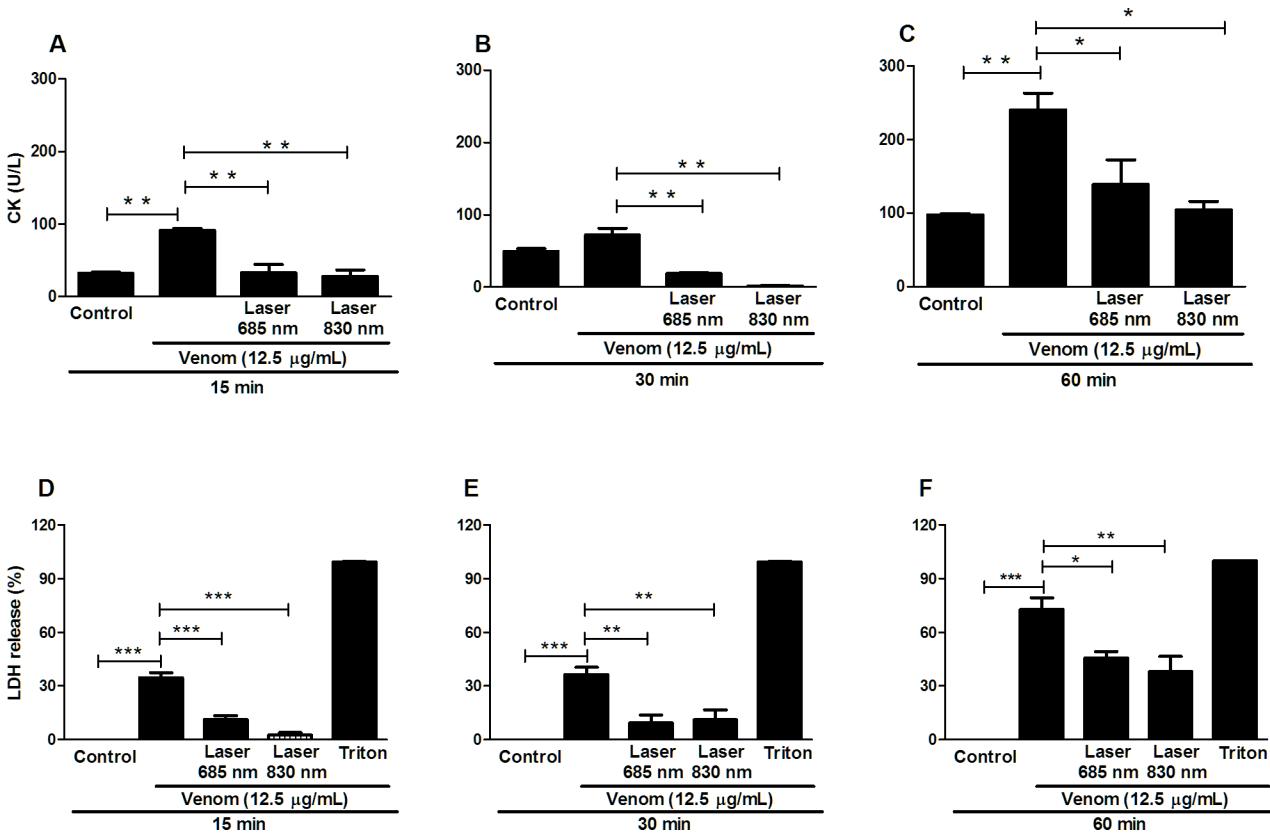 A
CK (U/L)
300
200
100
0
* *
* *
* *
Control
Laser
685 nm
Laser
830 nm
Venom (12.5 μg/mL)
15 min
B
300
200
100
0
* *
* *
Control
Laser
685 nm
Laser
830 nm
Venom (12.5 μg/mL)
30 min
C
300
200
100
0
*
*
* *
Control
Laser
685 nm
Laser
830 nm
Venom (12.5 μg/mL)
60 min
D
LDH release (%)
120
90
60
30
0
***
***
***
Control
Laser
685 nm
Laser
830 nm
Triton
Venom (12.5 μg/mL)
15 min
E
120
90
60
30
0
**
**
***
Control
Laser
685 nm
Laser
830 nm
Triton
Venom (12.5 μg/mL)
30 min
F
120
90
60
30
0
**
*
***
Control
Laser
685 nm
Laser
830 nm
Triton
Venom (12.5 μg/mL)
60 min